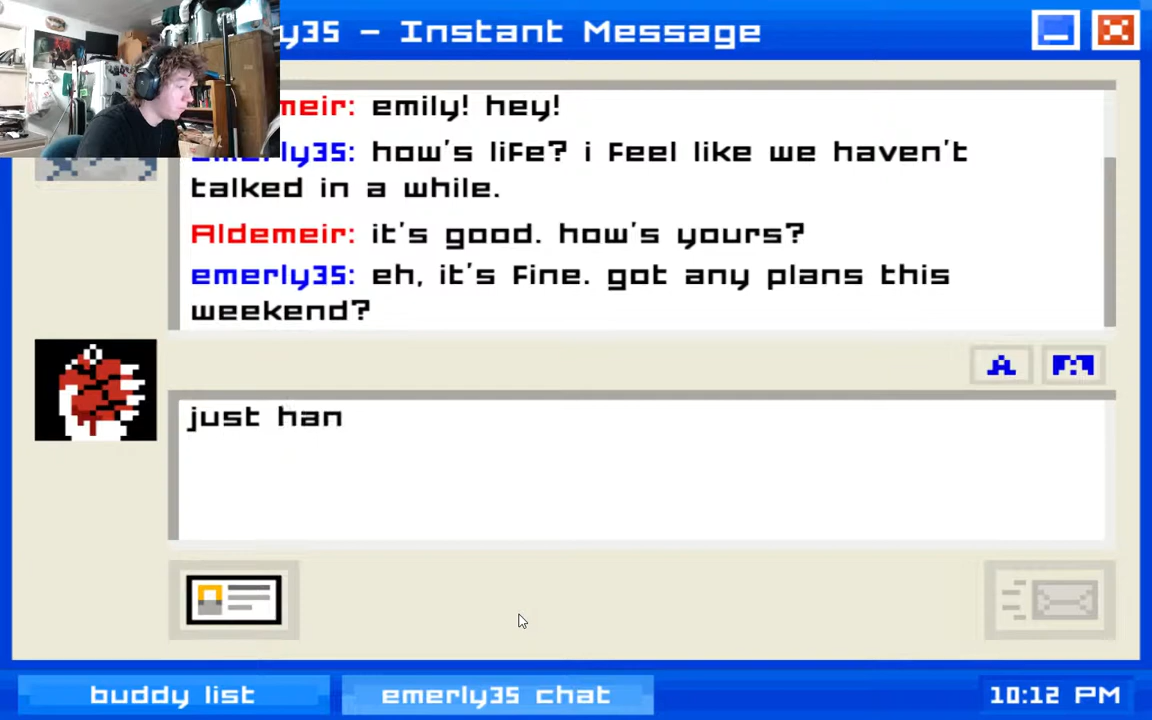 y35 - Instant Message
meir: emily! hey!
emerly35: how's life? i feel like we haven't
talked in a while.
Aldemeir: it's good. how's yours?
emerly35: eh, it's fine. got any plans this
weekend?
just han
buddy list
emerly35 chat
10:12 PM